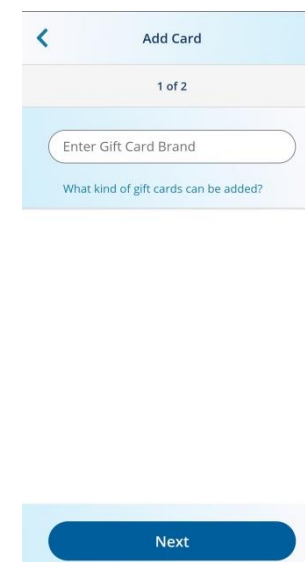 Add Card
1 of 2
Enter Gift Card Brand
What kind of gift cards can be added?
Next